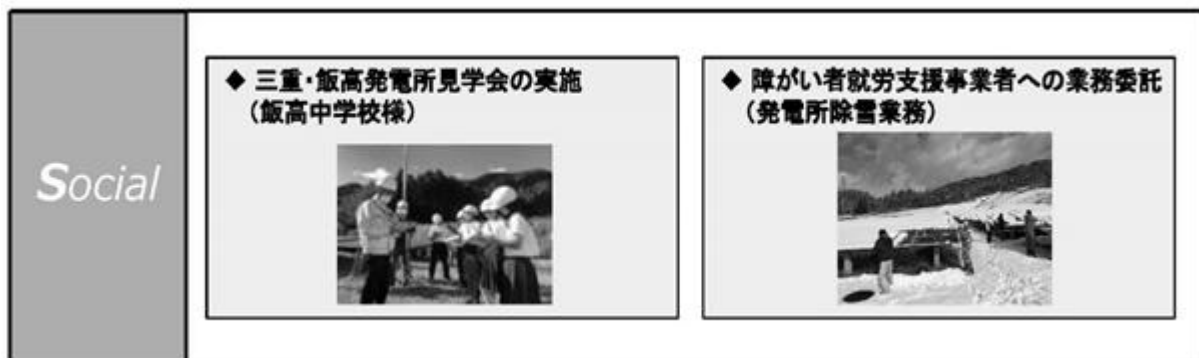 Social
◆ 三重・飯高発電所見学会の実施
(飯高中学校様)
◆ 障がい者就労支援事業者への業務委託
(発電所除雪業務)